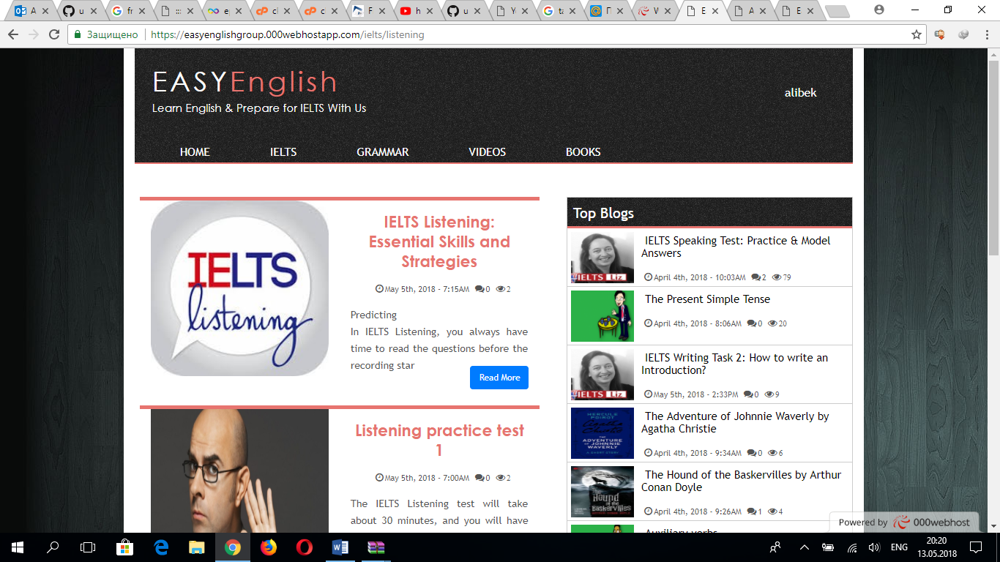 Защищено
https://easyenglishgroup.000webhostapp.com/ielts/listening
EASYEnglish
Learn English & Prepare for IELTS With Us
alibek
HOME IELTS GRAMMAR VIDEOS BOOKS
IELTS
listening
IELTS Listening:
Essential Skills and
Strategies
May 5th, 2018 - 7:15AM 0 2
Predicting
In IELTS Listening, you always have
time to read the questions before the
recording star
Read More
Listening practice test
1
May 5th, 2018 - 7:00AM 0 2
The IELTS Listening test will take
about 30 minutes, and you will have
Top Blogs
IELTS Liz
IELTS Speaking Test: Practice & Model
Answers
April 4th, 2018 - 10:03AM 2 79
The Present Simple Tense
April 4th, 2018 - 8:06AM 0 20
IELTS Liz
IELTS Writing Task 2: How to write an
Introduction?
May 5th, 2018 - 2:33PM 0 9
HERCULE POIROT
Agatha Christie
THE
ADVENTURE
OF JOHNNIE
WAVERLY
The Adventure of Johnnie Waverly by
Agatha Christie
April 4th, 2018 - 9:34AM 0 6
The Hound
of the
Baskervilles
The Hound of the Baskervilles by Arthur
Conan Doyle
April 4th, 2018 - 9:26AM 1 4
Auxiliary verbs
Powered by 000webhost
ENG
20:20
13.05.2018